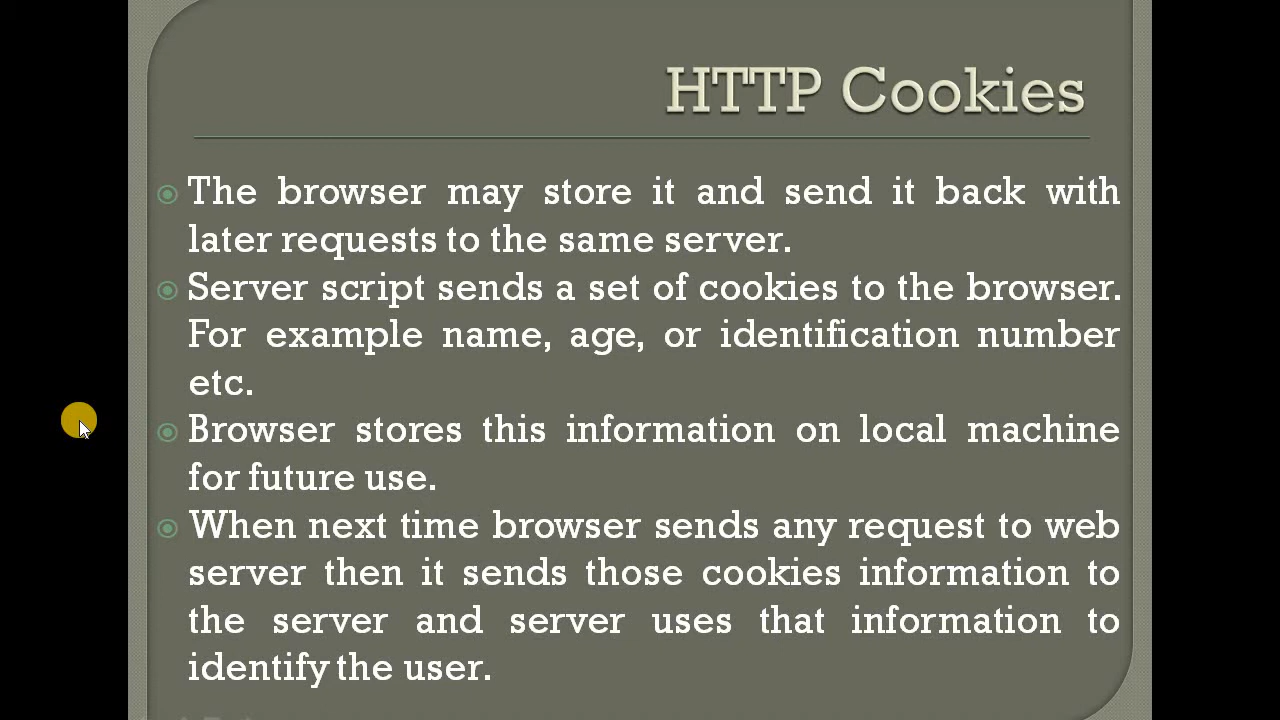 HTTP Cookies
The browser may store it and send it back with
later requests to the same server.
Server script sends a set of cookies to the browser.
For example name, age, or identification number
etc.
Browser stores this information on local machine
for future use.
When next time browser sends any request to web
server then it sends those cookies information to
the server and server uses that information to
identify the user.